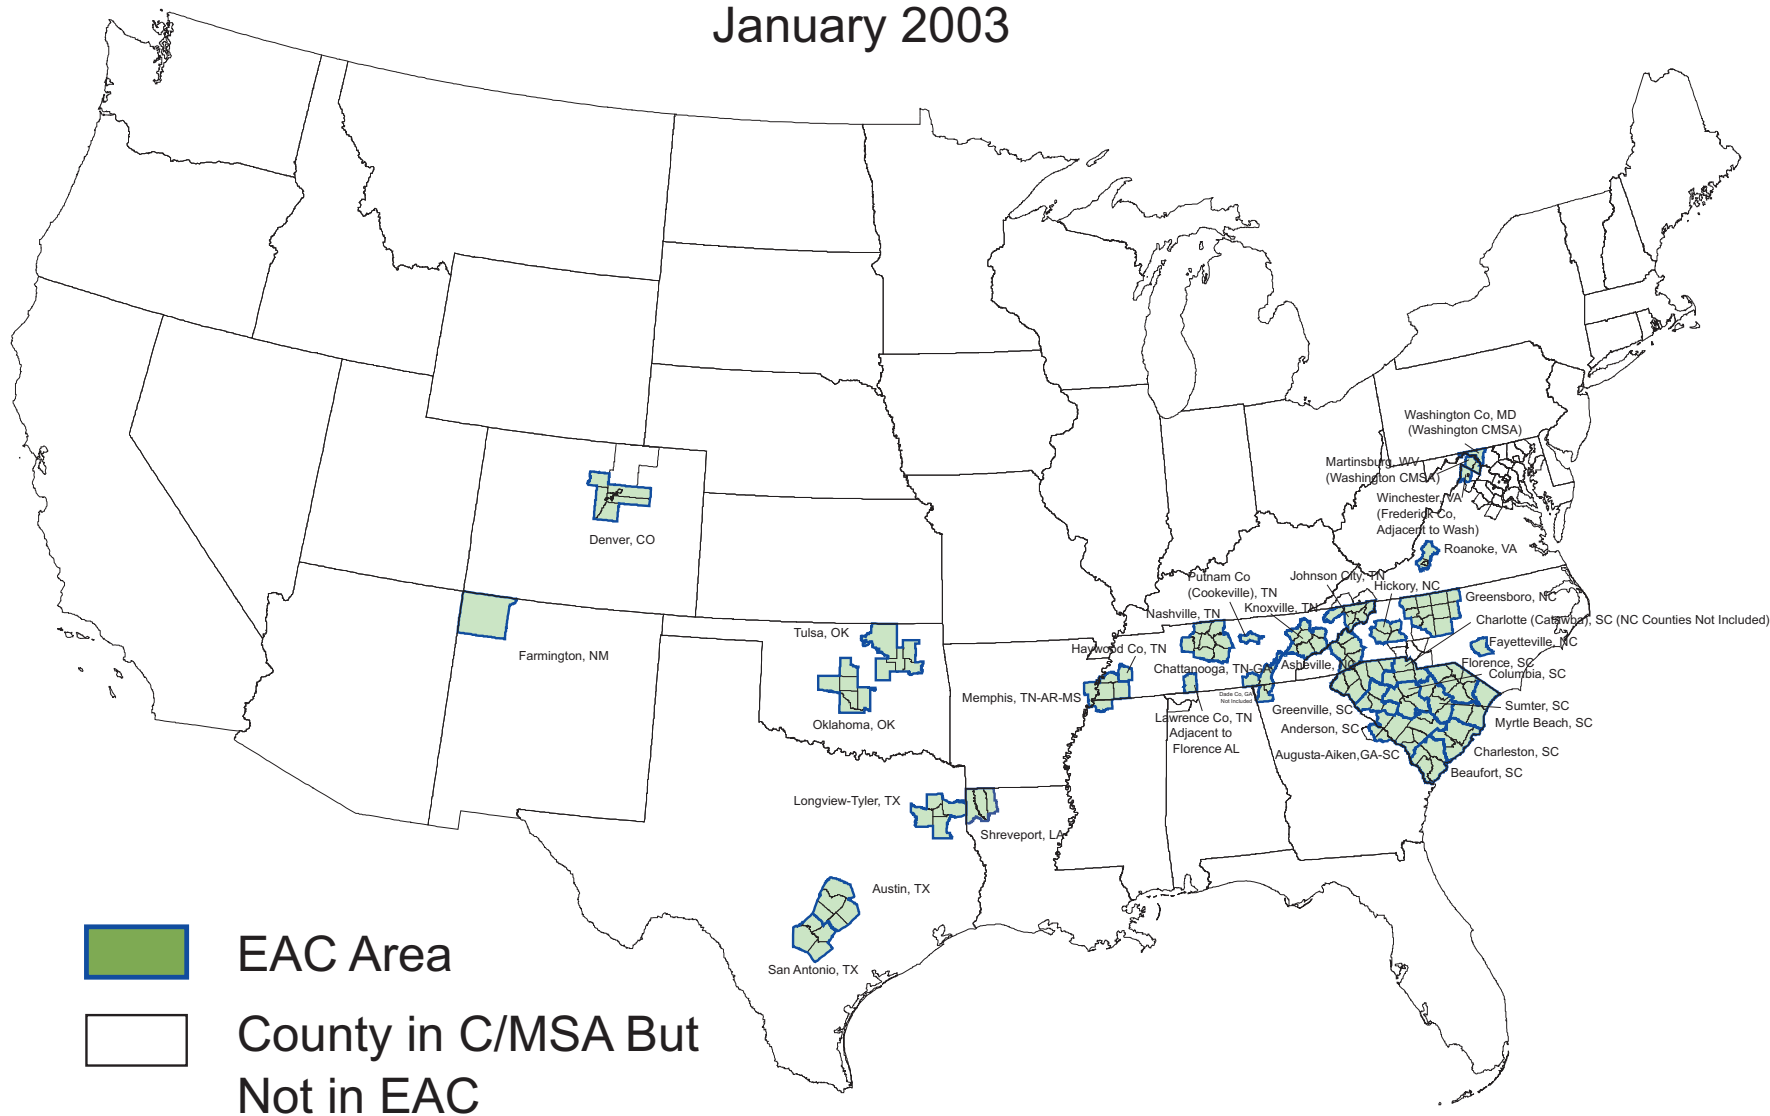 January 2003
Washington Co, MD
(Washington CMSA)
Martinsburg, WV
(Washington CMSA)
Winchester, VA
(Frederick Co,
Adjacent to Wash)
Roanoke, VA
Denver, CO
Putnam Co
(Cookeville), TN
Johnson City, TN
Hickory, NC
Nashville, TN
Knoxville, TN
Greensboro, NC
Charlotte (Catawba), SC (NC Counties Not Included)
Tulsa, OK
Fayetteville, NC
Haywood Co, TN
Farmington, NM
Chattanooga, TN-GA
Asheville, NC
Florence, SC
Columbia, SC
Memphis, TN-AR-MS
Dade Co, GA
Not Included
Lawrence Co, TN
Adjacent to
Florence AL
Greenville, SC
Sumter, SC
Oklahoma, OK
Anderson, SC
Myrtle Beach, SC
Augusta-Aiken,GA-SC
Charleston, SC
Beaufort, SC
Longview-Tyler, TX
Shreveport, LA
Austin, TX
San Antonio, TX
EAC Area
County in C/MSA But
Not in EAC